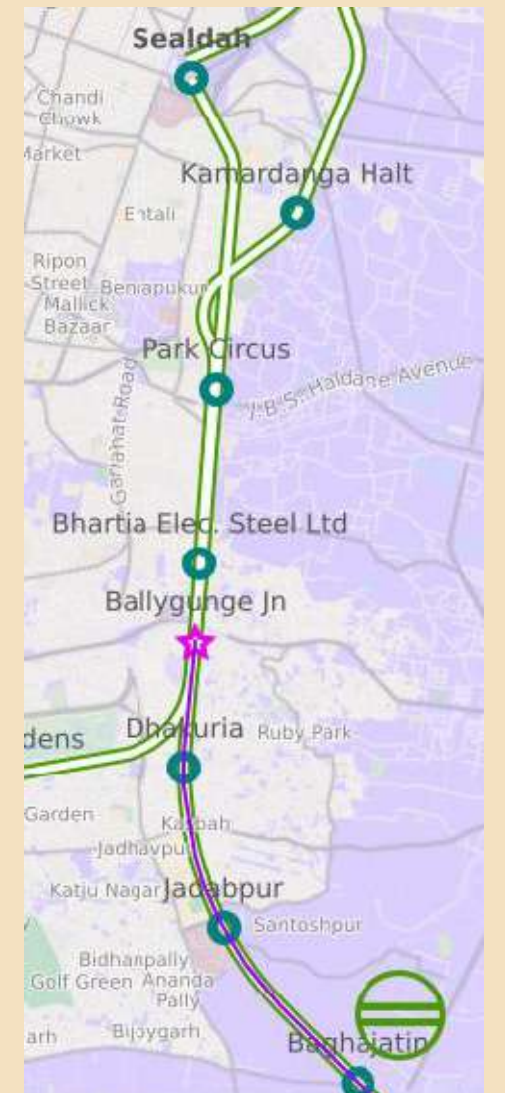 Sealdah
Chandi
Chowk
Market
Kamardanga Halt
Entali
Ripon
Street
Beniapukur
Mallick
Bazaar
Park Circus
J.B.S. Haldane Avenue
Gariahat Road
Bhartia Elec. Steel Ltd
Ballygunge Jn
Dhakuria
Ruby Park
dens
Garden
Kasbah
Jadhavpu
Katju Nagar
Jadabpur
Santoshpur
Bidhanpally
Golf Green
Ananda
Pally
arh
Bijoygarh
Baghajatin